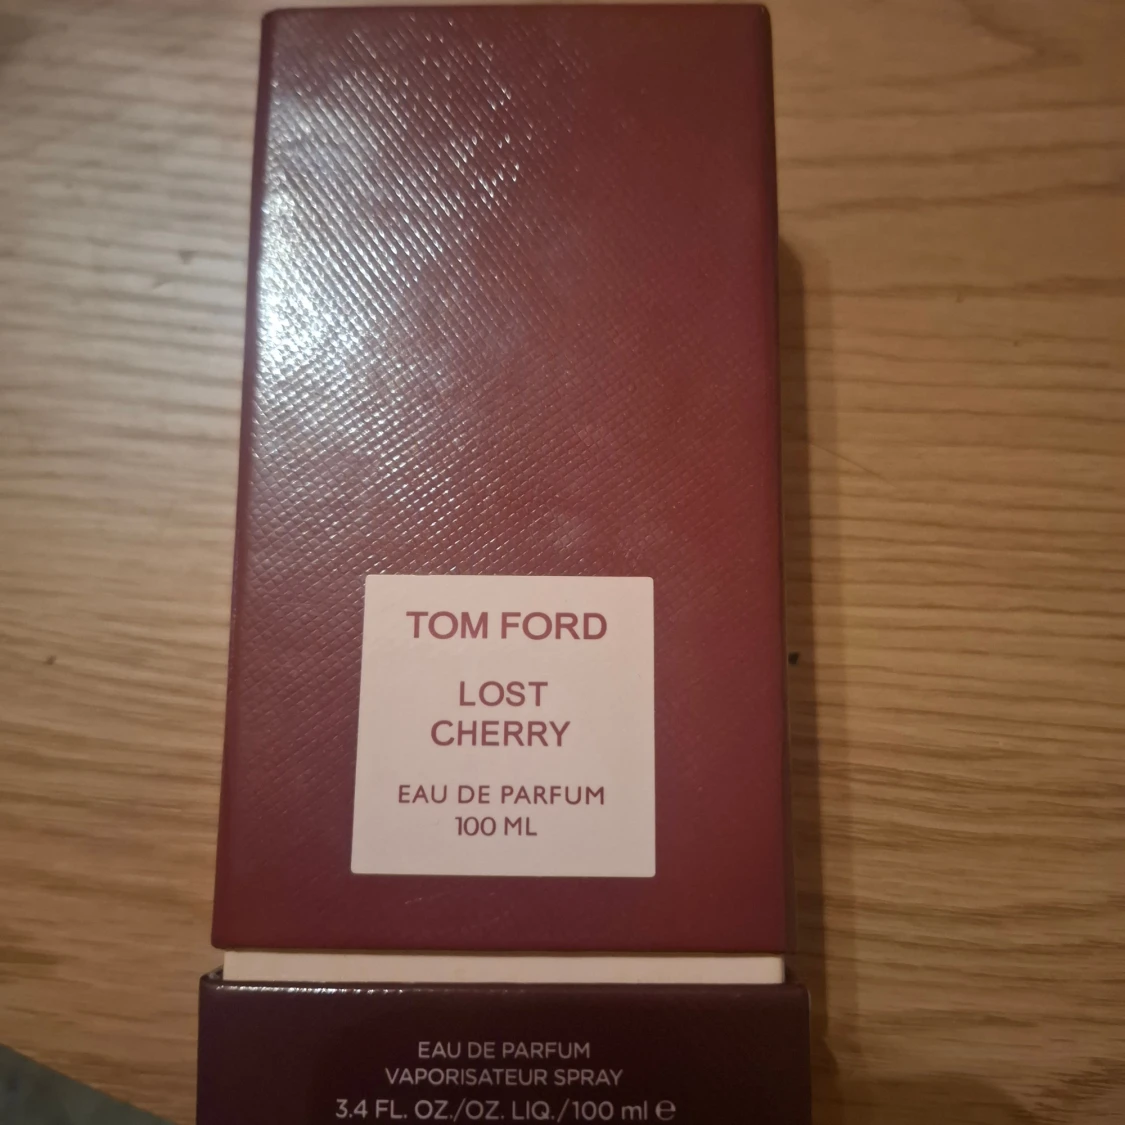 TOM FORD
LOST
CHERRY
EAU DE PARFUM
100 ML
EAU DE PARFUM
VAPORISATEUR SPRAY
3.4 FL. OZ./OZ. LIQ./100 ml ℮